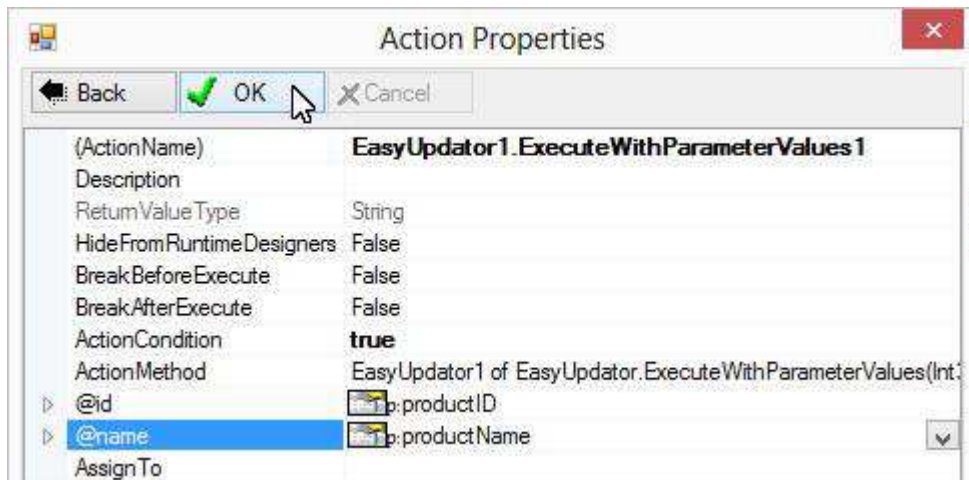 Action Properties
Back OK Cancel
(ActionName) EasyUpdator1.ExecuteWithParameterValues1
Description
ReturnValueType String
HideFromRuntimeDesigners False
BreakBeforeExecute False
BreakAfterExecute False
ActionCondition true
ActionMethod EasyUpdator1 of EasyUpdator.ExecuteWithParameterValues(Int3
@id p:productID
@name p:productName
AssignTo